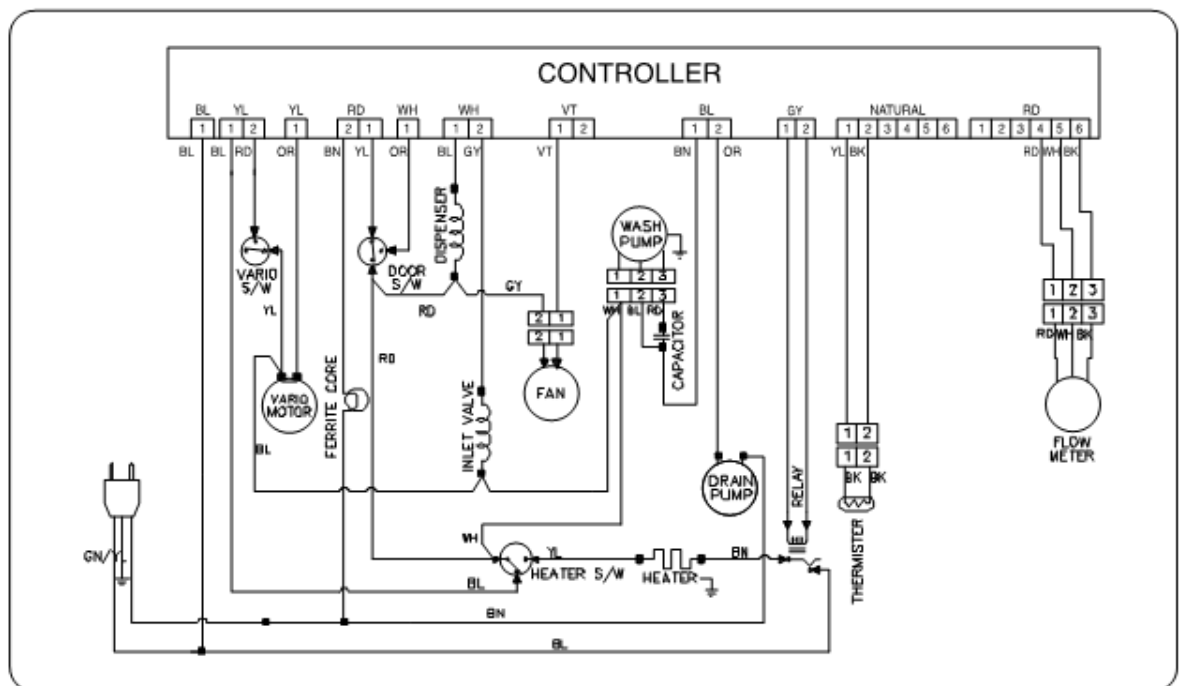 CONTROLLER
BL YL YL RD WH WH VT BL GY NATURAL RD
1 1 2 1 2 1 1 1 2 1 2 1 2 1 2 1 2 3 4 5 6 1 2 3 4 5 6
BL BL RD OR BN YL OR BL GY VT BN OR YL BK RD WH BK
DISPENSER
WASH
PUMP
VARIO
S/W
DOOR
S/W
1 2 3
1 2 3
WH BL RD
GY
RD
YL
2 1
2 1
FAN
CAPACITOR
1 2 3
1 2 3
RD WH BK
FLOW
METER
RD
VARIO
MOTOR
FERRITE CORE
INLET VALVE
BL
1 2
1 2
BK BK
THERMISTER
DRAIN
PUMP
RELAY
GN/
WH
YL
HEATER S/W
HEATER
BN
BL
BN
BL